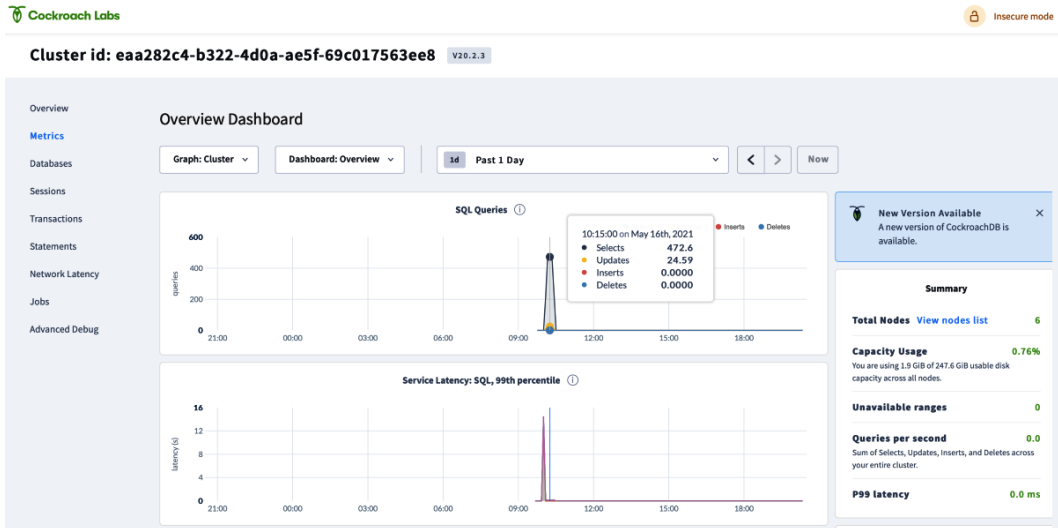 Cockroach Labs
Insecure mode
Cluster id: eaa282c4-b322-4d0a-ae5f-69c017563ee8 V20.2.3
Overview
Metrics
Databases
Sessions
Transactions
Statements
Network Latency
Jobs
Advanced Debug
Overview Dashboard
Graph: Cluster
Dashboard: Overview
1d Past 1 Day
Now
SQL Queries
Inserts Deletes
10:15:00 on May 16th, 2021
Selects 472.6
Updates 24.59
Inserts 0.0000
Deletes 0.0000
queries
600
400
200
0
21:00 00:00 03:00 06:00 09:00 12:00 15:00 18:00
Service Latency: SQL, 99th percentile
latency (s)
16
12
8
4
0
21:00 00:00 03:00 06:00 09:00 12:00 15:00 18:00
New Version Available
A new version of CockroachDB is
available.
Summary
Total Nodes View nodes list 6
Capacity Usage 0.76%
You are using 1.9 GiB of 247.6 GiB usable disk
capacity across all nodes.
Unavailable ranges 0
Queries per second 0.0
Sum of Selects, Updates, Inserts, and Deletes across
your entire cluster.
P99 latency 0.0 ms